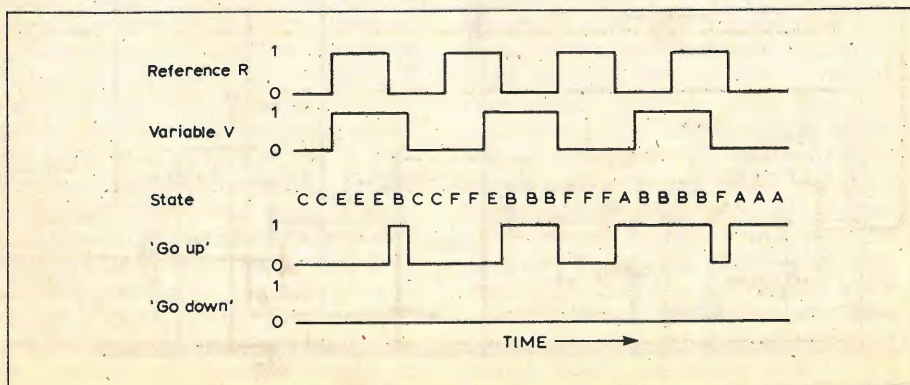 1
Reference R
0
1
Variable V
0
State C C E E E B C C F F E B B B F F F A B B B B F A A A
1
'Go up'
0
1
'Go down'
0
TIME